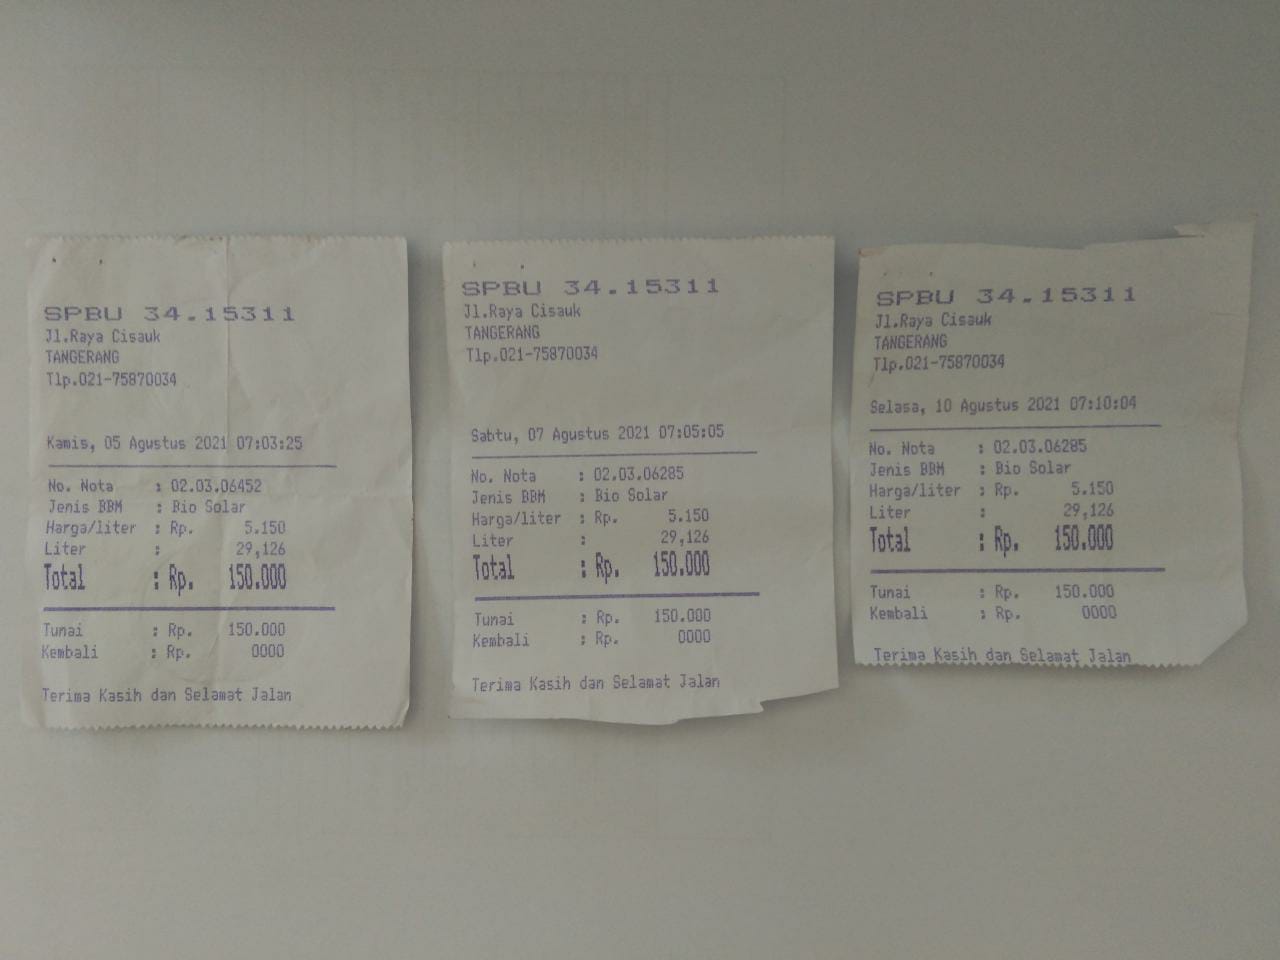 SPBU 34.15311
Jl.Raya Cisauk
TANGERANG
Tlp.021-75870034
Kamis, 05 Agustus 2021 07:03:25
No. Nota : 02.03.06452
Jenis BBM : Bio Solar
Harga/liter : Rp. 5.150
Liter : 29,126
Total : Rp. 150.000
Tunai : Rp. 150.000
Kembali : Rp. 0000
Terima Kasih dan Selamat Jalan
SPBU 34.15311
Jl.Raya Cisauk
TANGERANG
Tlp.021-75870034
Sabtu, 07 Agustus 2021 07:05:05
No. Nota : 02.03.06285
Jenis BBM : Bio Solar
Harga/liter : Rp. 5.150
Liter : 29,126
Total : Rp. 150.000
Tunai : Rp. 150.000
Kembali : Rp. 0000
Terima Kasih dan Selamat Jalan
SPBU 34.15311
Jl.Raya Cisauk
TANGERANG
Tlp.021-75870034
Selasa, 10 Agustus 2021 07:10:04
No. Nota : 02.03.06285
Jenis BBM : Bio Solar
Harga/liter : Rp. 5.150
Liter : 29,126
Total : Rp. 150.000
Tunai : Rp. 150.000
Kembali : Rp. 0000
Terima Kasih dan Selamat Jalan